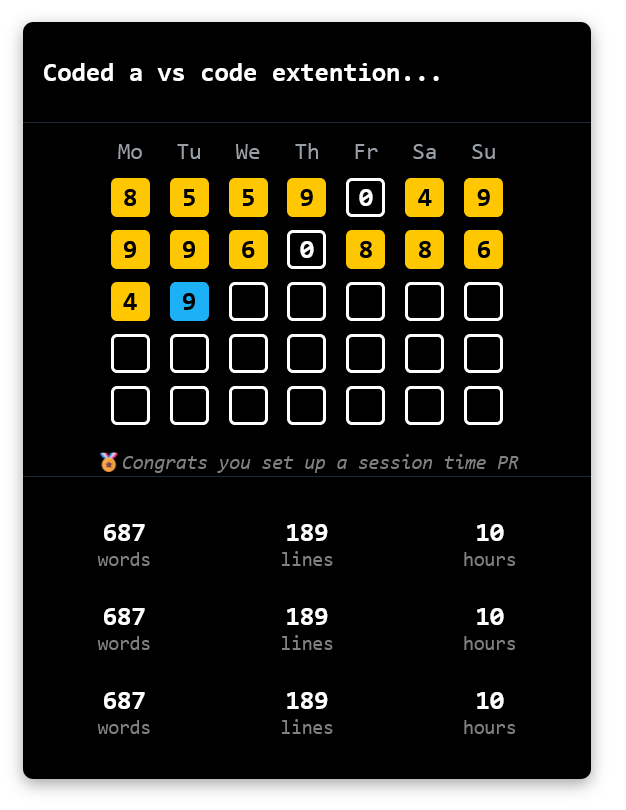 Coded a vs code extention...
Mo Tu We Th Fr Sa Su
8 5 5 9 0 4 9
9 9 6 0 8 8 6
4 9
🏅Congrats you set up a session time PR
687 189 10
words lines hours
687 189 10
words lines hours
687 189 10
words lines hours